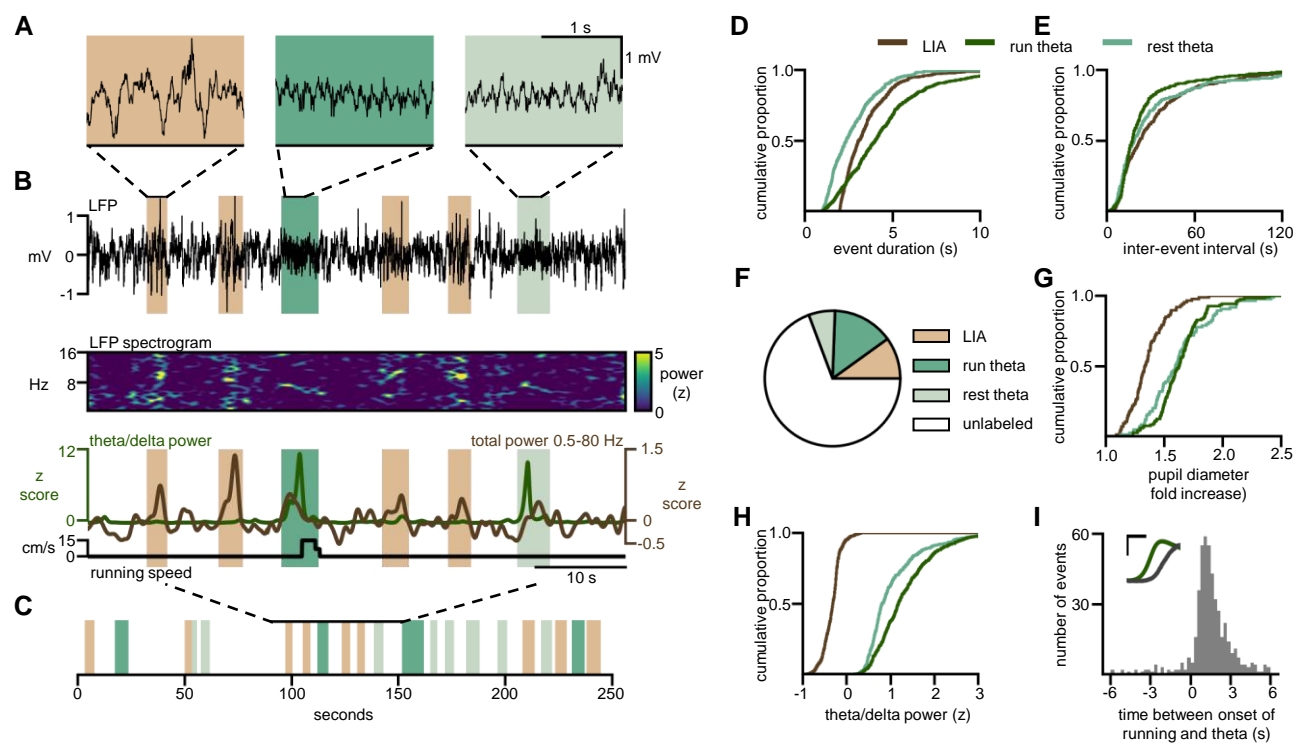 A
1 s
1 mV
B
LFP
1
mV 0
-1
LFP spectrogram
16
Hz 8
5
power
(z)
0
theta/delta power
total power 0.5-80 Hz
12
z
score
0
1.5
z
score
0
-0.5
cm/s 15
0
running speed
10 s
C
0 50 100 150 200 250
seconds
D
LIA run theta rest theta
cumulative proportion
1.0
0.5
0 5 10
event duration (s)
E
cumulative proportion
1.0
0.5
0 60 120
inter-event interval (s)
F
LIA
run theta
rest theta
unlabeled
G
cumulative proportion
1.0
0.5
0
1.0 1.5 2.0 2.5
pupil diameter
fold increase)
H
cumulative proportion
1.0
0.5
-1 0 1 2 3
theta/delta power (z)
I
number of events
60
30
-6 -3 0 3 6
time between onset of
running and theta (s)